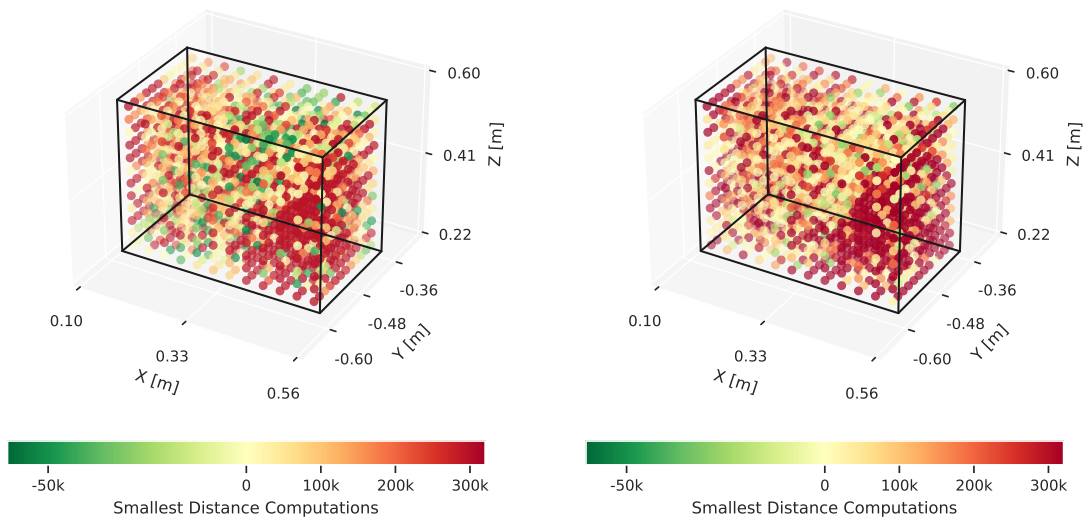 0.60
0.60
Z [m]
Z [m]
0.41
0.41
0.22
0.22
-0.36
-0.36
0.10
-0.48
0.10
-0.48
Y [m]
Y [m]
0.33
-0.60
0.33
-0.60
X [m]
X [m]
0.56
0.56
-50k 0 100k 200k 300k
-50k 0 100k 200k 300k
Smallest Distance Computations
Smallest Distance Computations